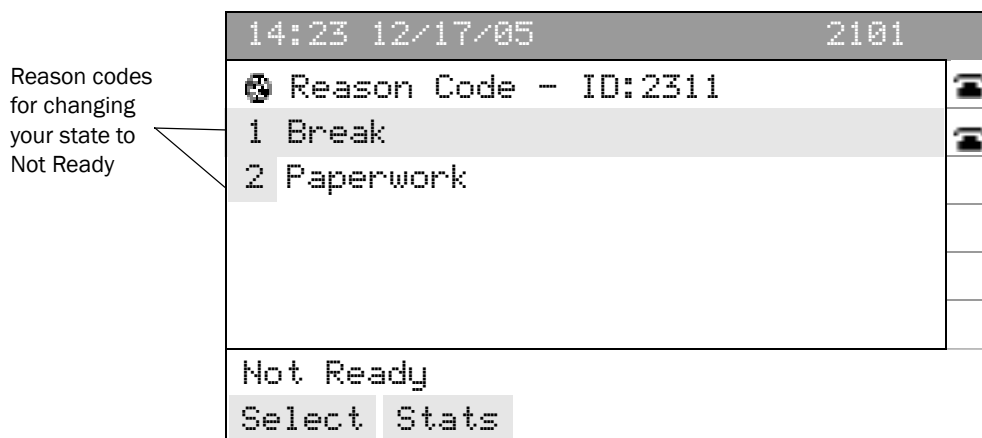 14:23 12/17/05 2101
Reason codes
for changing
your state to
Not Ready
Reason Code - ID:2311
1 Break
2 Paperwork
Not Ready
Select Stats